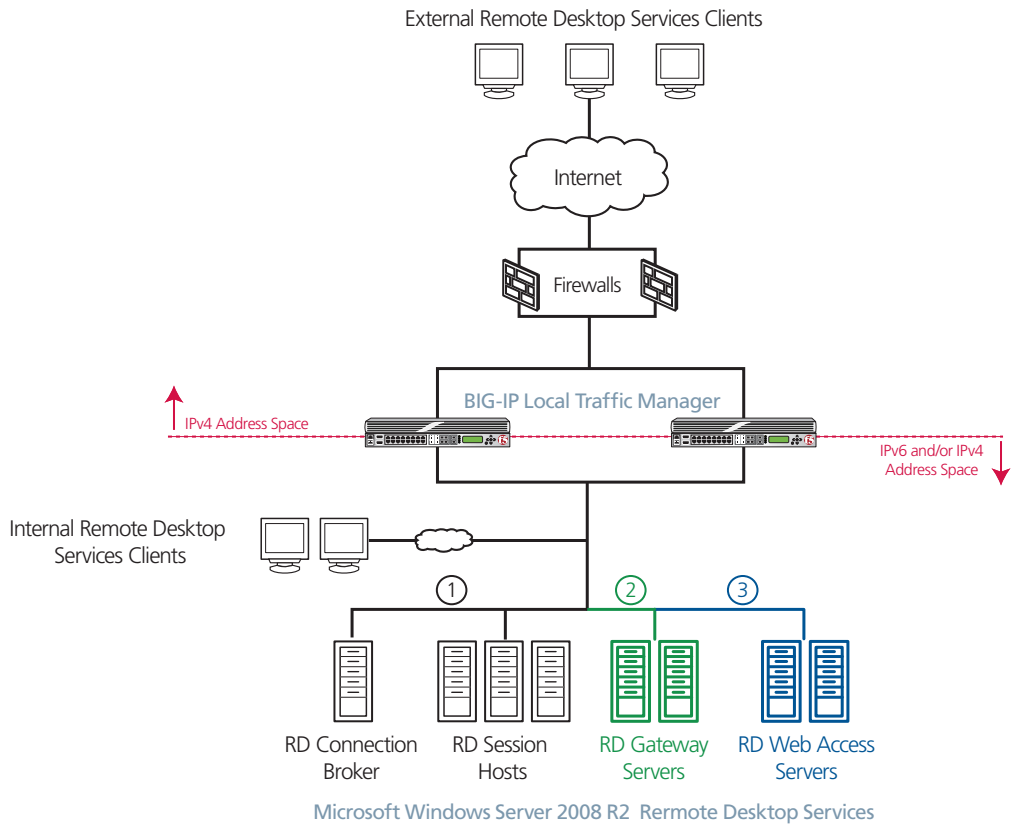 External Remote Desktop Services Clients
Internet
Firewalls
BIG-IP Local Traffic Manager
IPv4 Address Space
IPv6 and/or IPv4
Address Space
Internal Remote Desktop
Services Clients
1
2
3
RD Connection
Broker
RD Session
Hosts
RD Gateway
Servers
RD Web Access
Servers
Microsoft Windows Server 2008 R2 Rermote Desktop Services